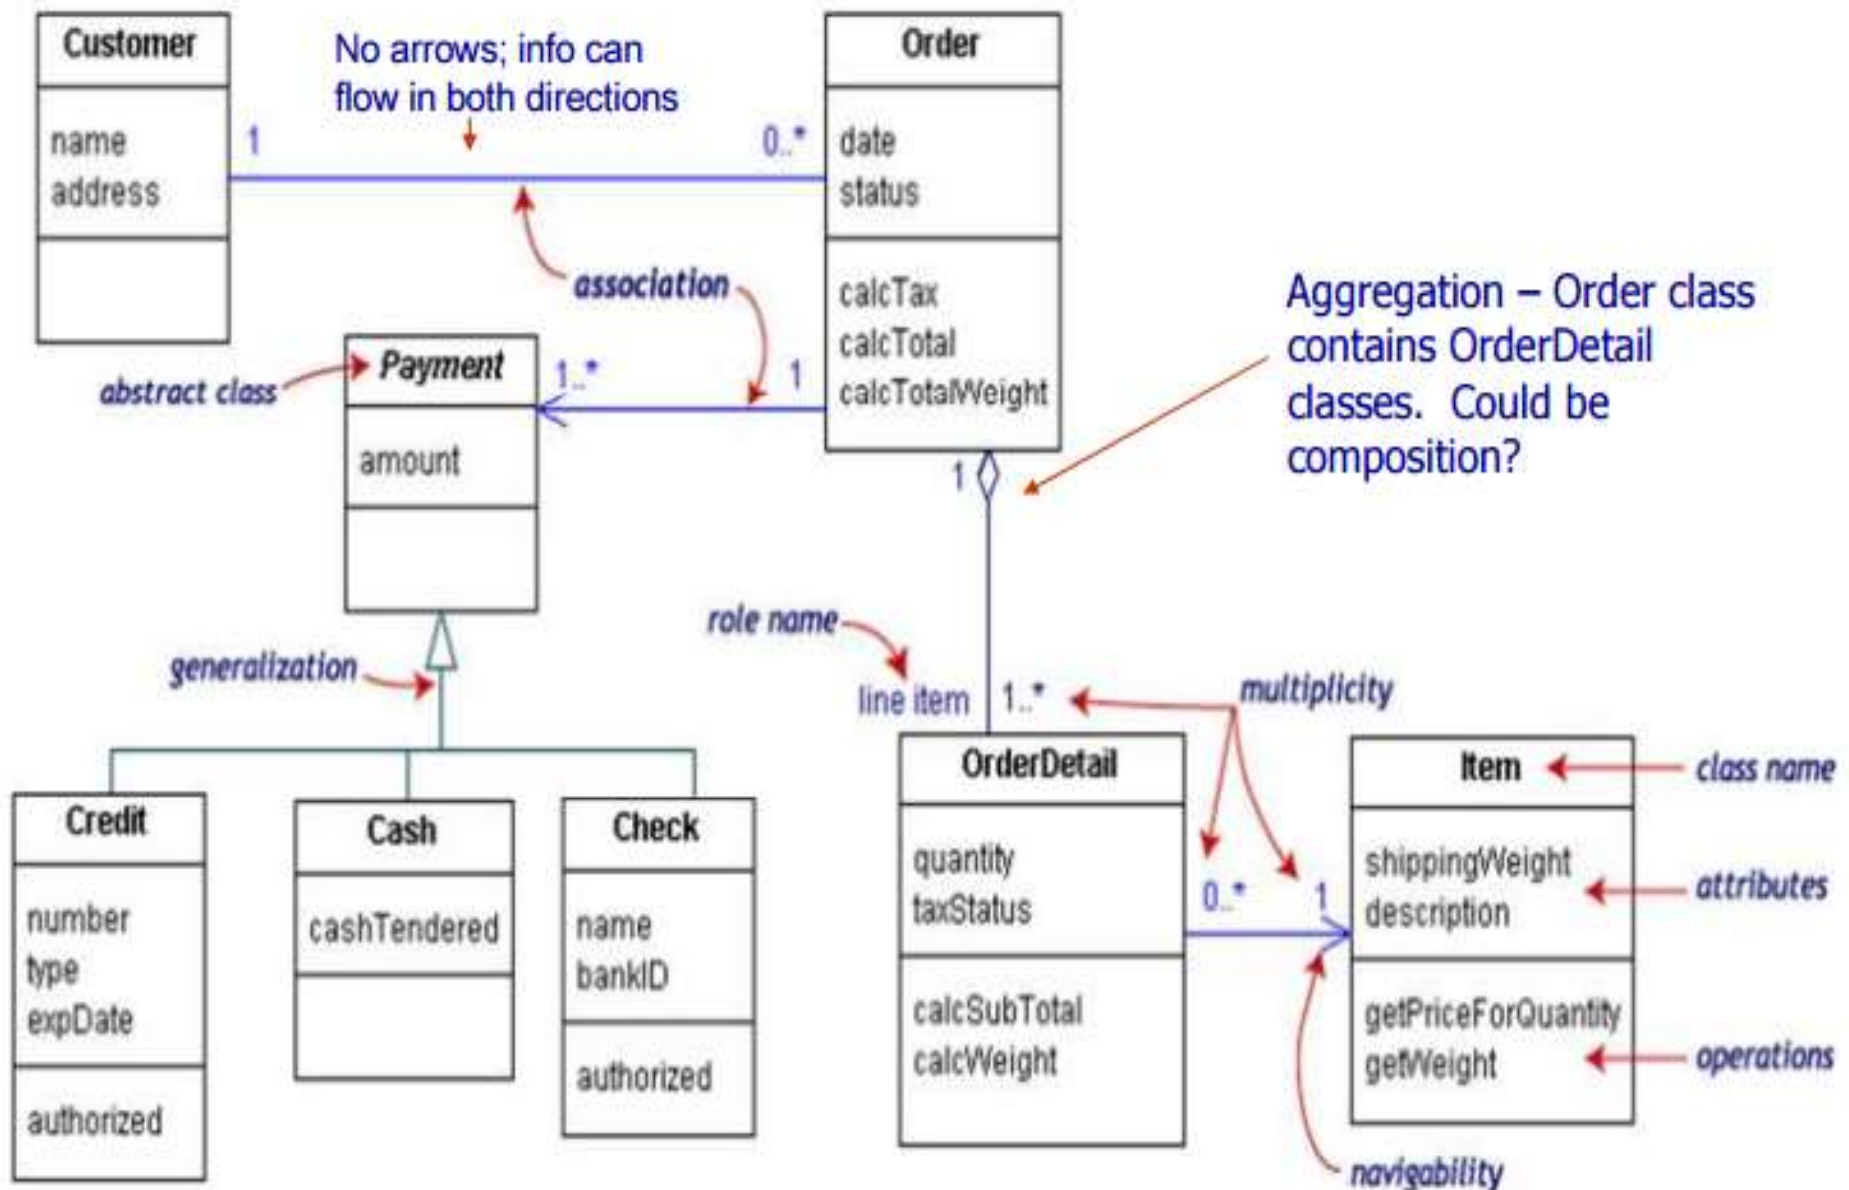 Customer
name
address
No arrows; info can
flow in both directions
1
0..*
Order
date
status
calcTax
calcTotal
calcTotalWeight
association
abstract class
Payment
amount
1..*
1
Aggregation – Order class
contains OrderDetail
classes. Could be
composition?
1
generalization
role name
line item
1..*
multiplicity
Credit
number
type
expDate
authorized
Cash
cashTendered
Check
name
bankID
authorized
OrderDetail
quantity
taxStatus
calcSubTotal
calcWeight
0..*
1
Item
shippingWeight
description
getPriceForQuantity
getWeight
class name
attributes
operations
navigability